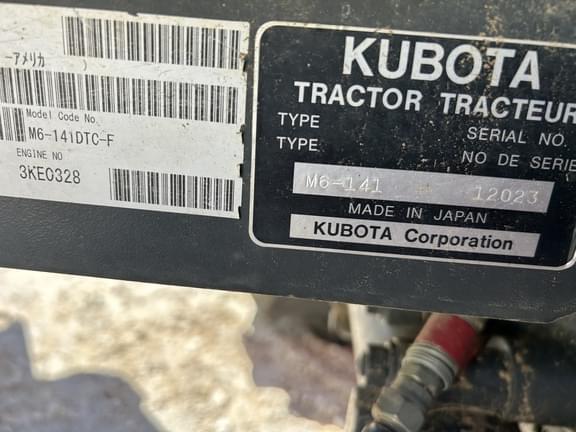 -アメリカ
Model Code No.
M6-141DTC-F
ENGINE NO
3KE0328
KUBOTA
TRACTOR TRACTEUR
TYPE SERIAL NO.
TYPE NO DE SERIE
M6-141 12023
MADE IN JAPAN
KUBOTA Corporation